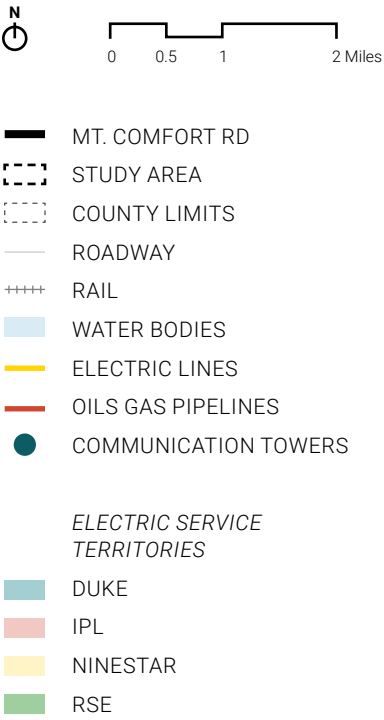 N
0 0.5 1 2 Miles
MT. COMFORT RD
STUDY AREA
COUNTY LIMITS
ROADWAY
RAIL
WATER BODIES
ELECTRIC LINES
OILS GAS PIPELINES
COMMUNICATION TOWERS
ELECTRIC SERVICE
TERRITORIES
DUKE
IPL
NINESTAR
RSE